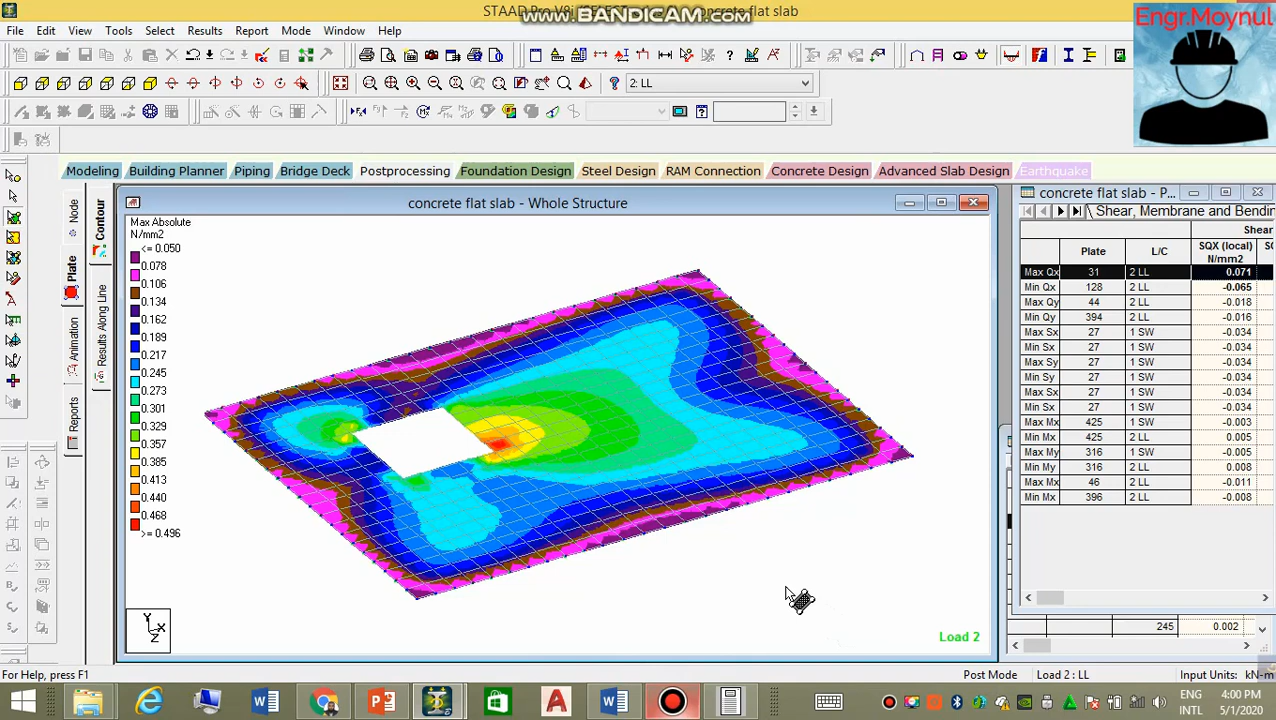 STAAD Pro V8i (SELECT
concrete flat slab
www.BANDICAM.com
Engr.Moynul
File Edit View Tools Select Results Report Mode Window Help
2: LL
Modeling Building Planner Piping Bridge Deck Postprocessing Foundation Design Steel Design RAM Connection Concrete Design Advanced Slab Design Earthquake
Node
Plate
Animation
Reports
Contour
Results Along Line
concrete flat slab - Whole Structure
Max Absolute
N/mm2
<= 0.050
0.078
0.106
0.134
0.162
0.189
0.217
0.245
0.273
0.301
0.329
0.357
0.385
0.413
0.440
0.468
>= 0.496
Y
X
Z
Load 2
concrete flat slab - P...
Shear, Membrane and Bendin
Shear
Plate L/C SQX (local) N/mm2
Max Qx 31 2 LL 0.071
Min Qx 128 2 LL -0.065
Max Qy 44 2 LL -0.018
Min Qy 394 2 LL -0.016
Max Sx 27 1 SW -0.034
Min Sx 27 1 SW -0.034
Max Sy 27 1 SW -0.034
Min Sy 27 1 SW -0.034
Max Sx 27 1 SW -0.034
Min Sx 27 1 SW -0.034
Max Mx 425 1 SW -0.003
Min Mx 425 2 LL 0.005
Max My 316 1 SW -0.005
Min My 316 2 LL 0.008
Max Mx 46 2 LL -0.011
Min Mx 396 2 LL -0.008
245 0.002
For Help, press F1
Post Mode Load 2 : LL Input Units: kN-m
ENG
INTL
4:00 PM
5/1/2020